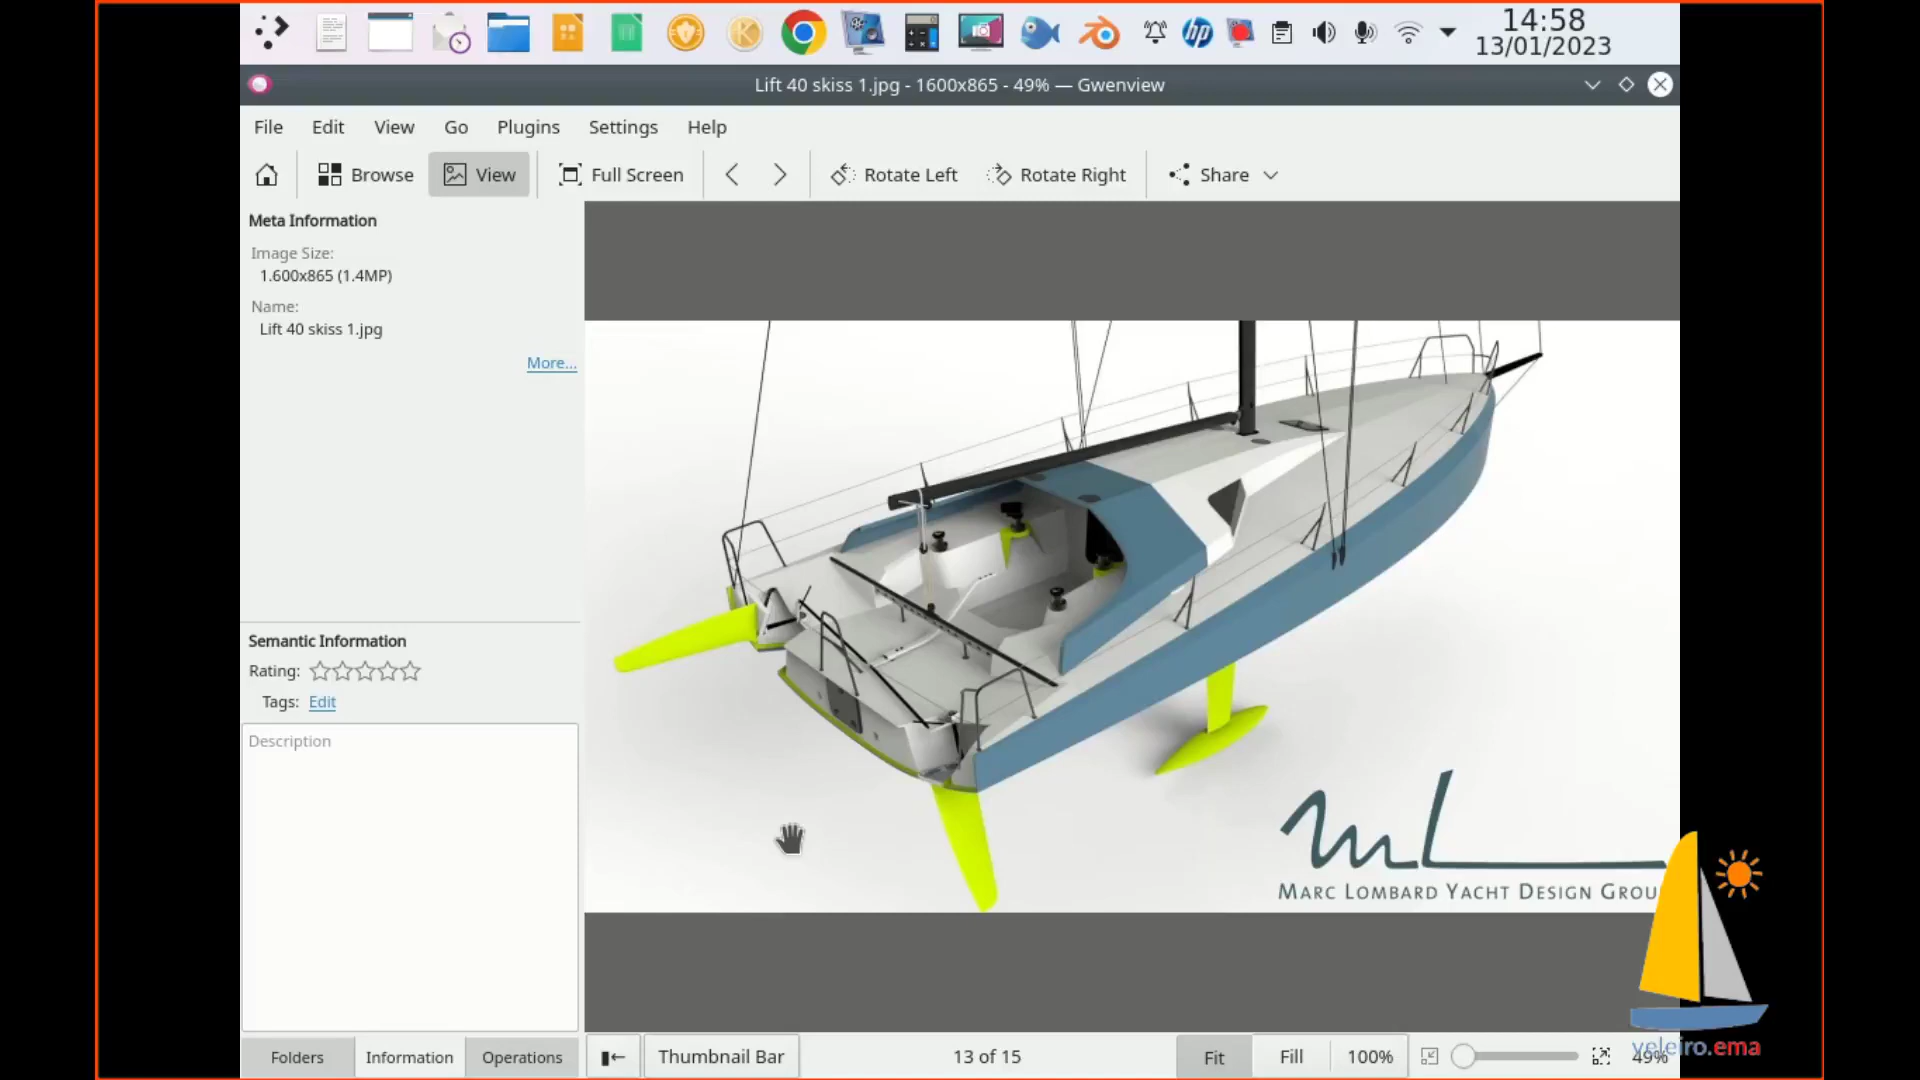 14:58
13/01/2023
Lift 40 skiss 1.jpg - 1600x865 - 49% — Gwenview
File Edit View Go Plugins Settings Help
Browse View Full Screen Rotate Left Rotate Right Share
Meta Information
Image Size:
1.600x865 (1.4MP)
Name:
Lift 40 skiss 1.jpg
More...
Semantic Information
Rating:
Tags: Edit
Description
MARC LOMBARD YACHT DESIGN GROU
Folders Information Operations Thumbnail Bar 13 of 15 Fit Fill 100% 49%
veleiro.ema